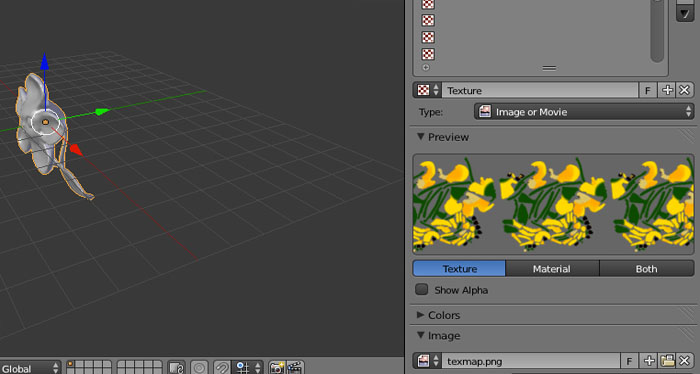 Texture F
Type: Image or Movie
Preview
Texture Material Both
Show Alpha
Colors
Image
texmap.png F
Global